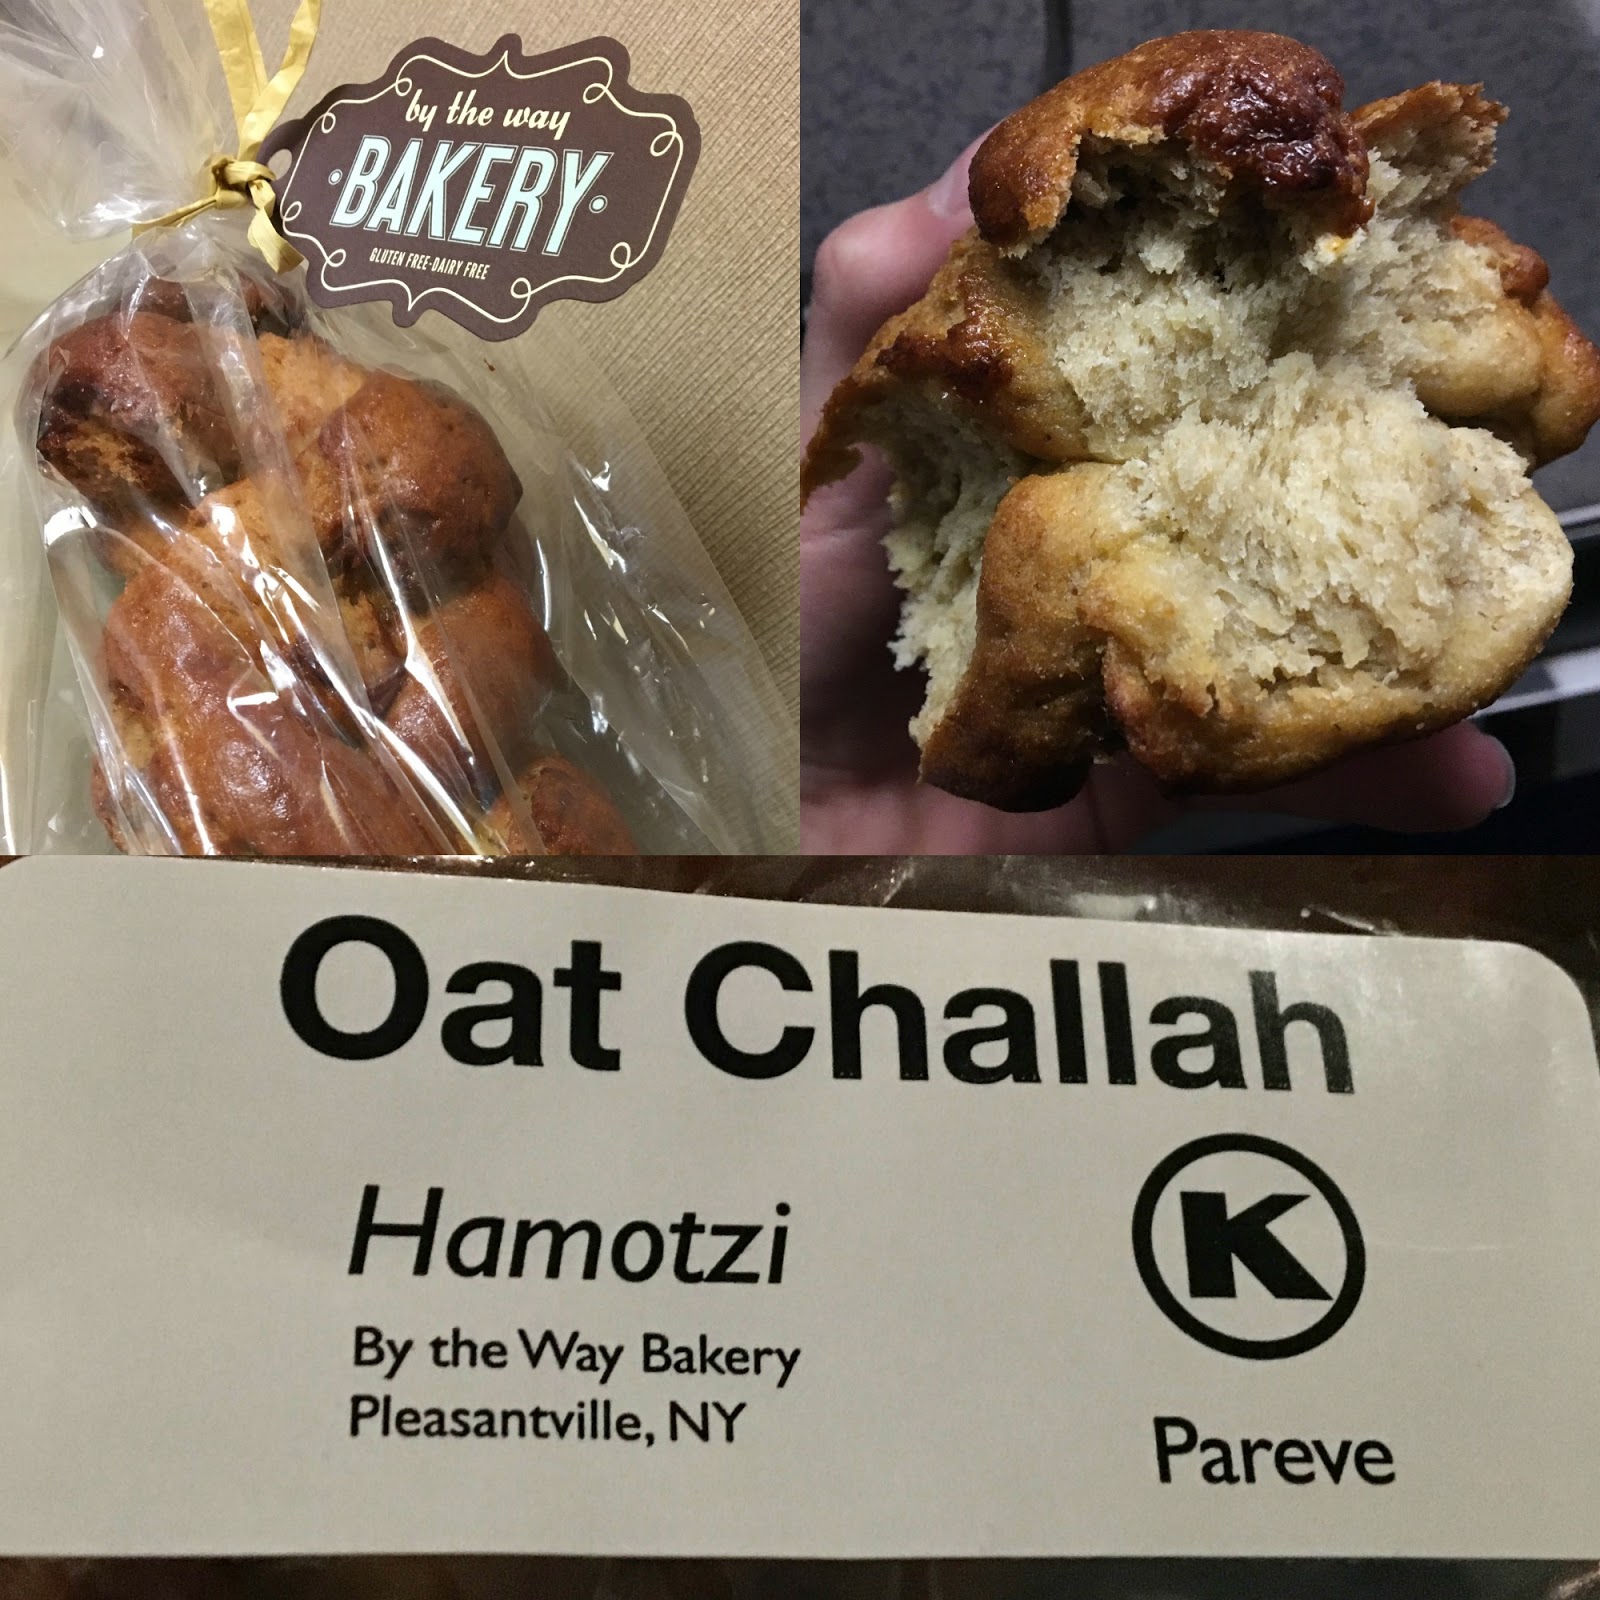 by the way
BAKERY
GLUTEN FREE-DAIRY FREE
Oat Challah
Hamotzi
By the Way Bakery
Pleasantville, NY
K
Pareve